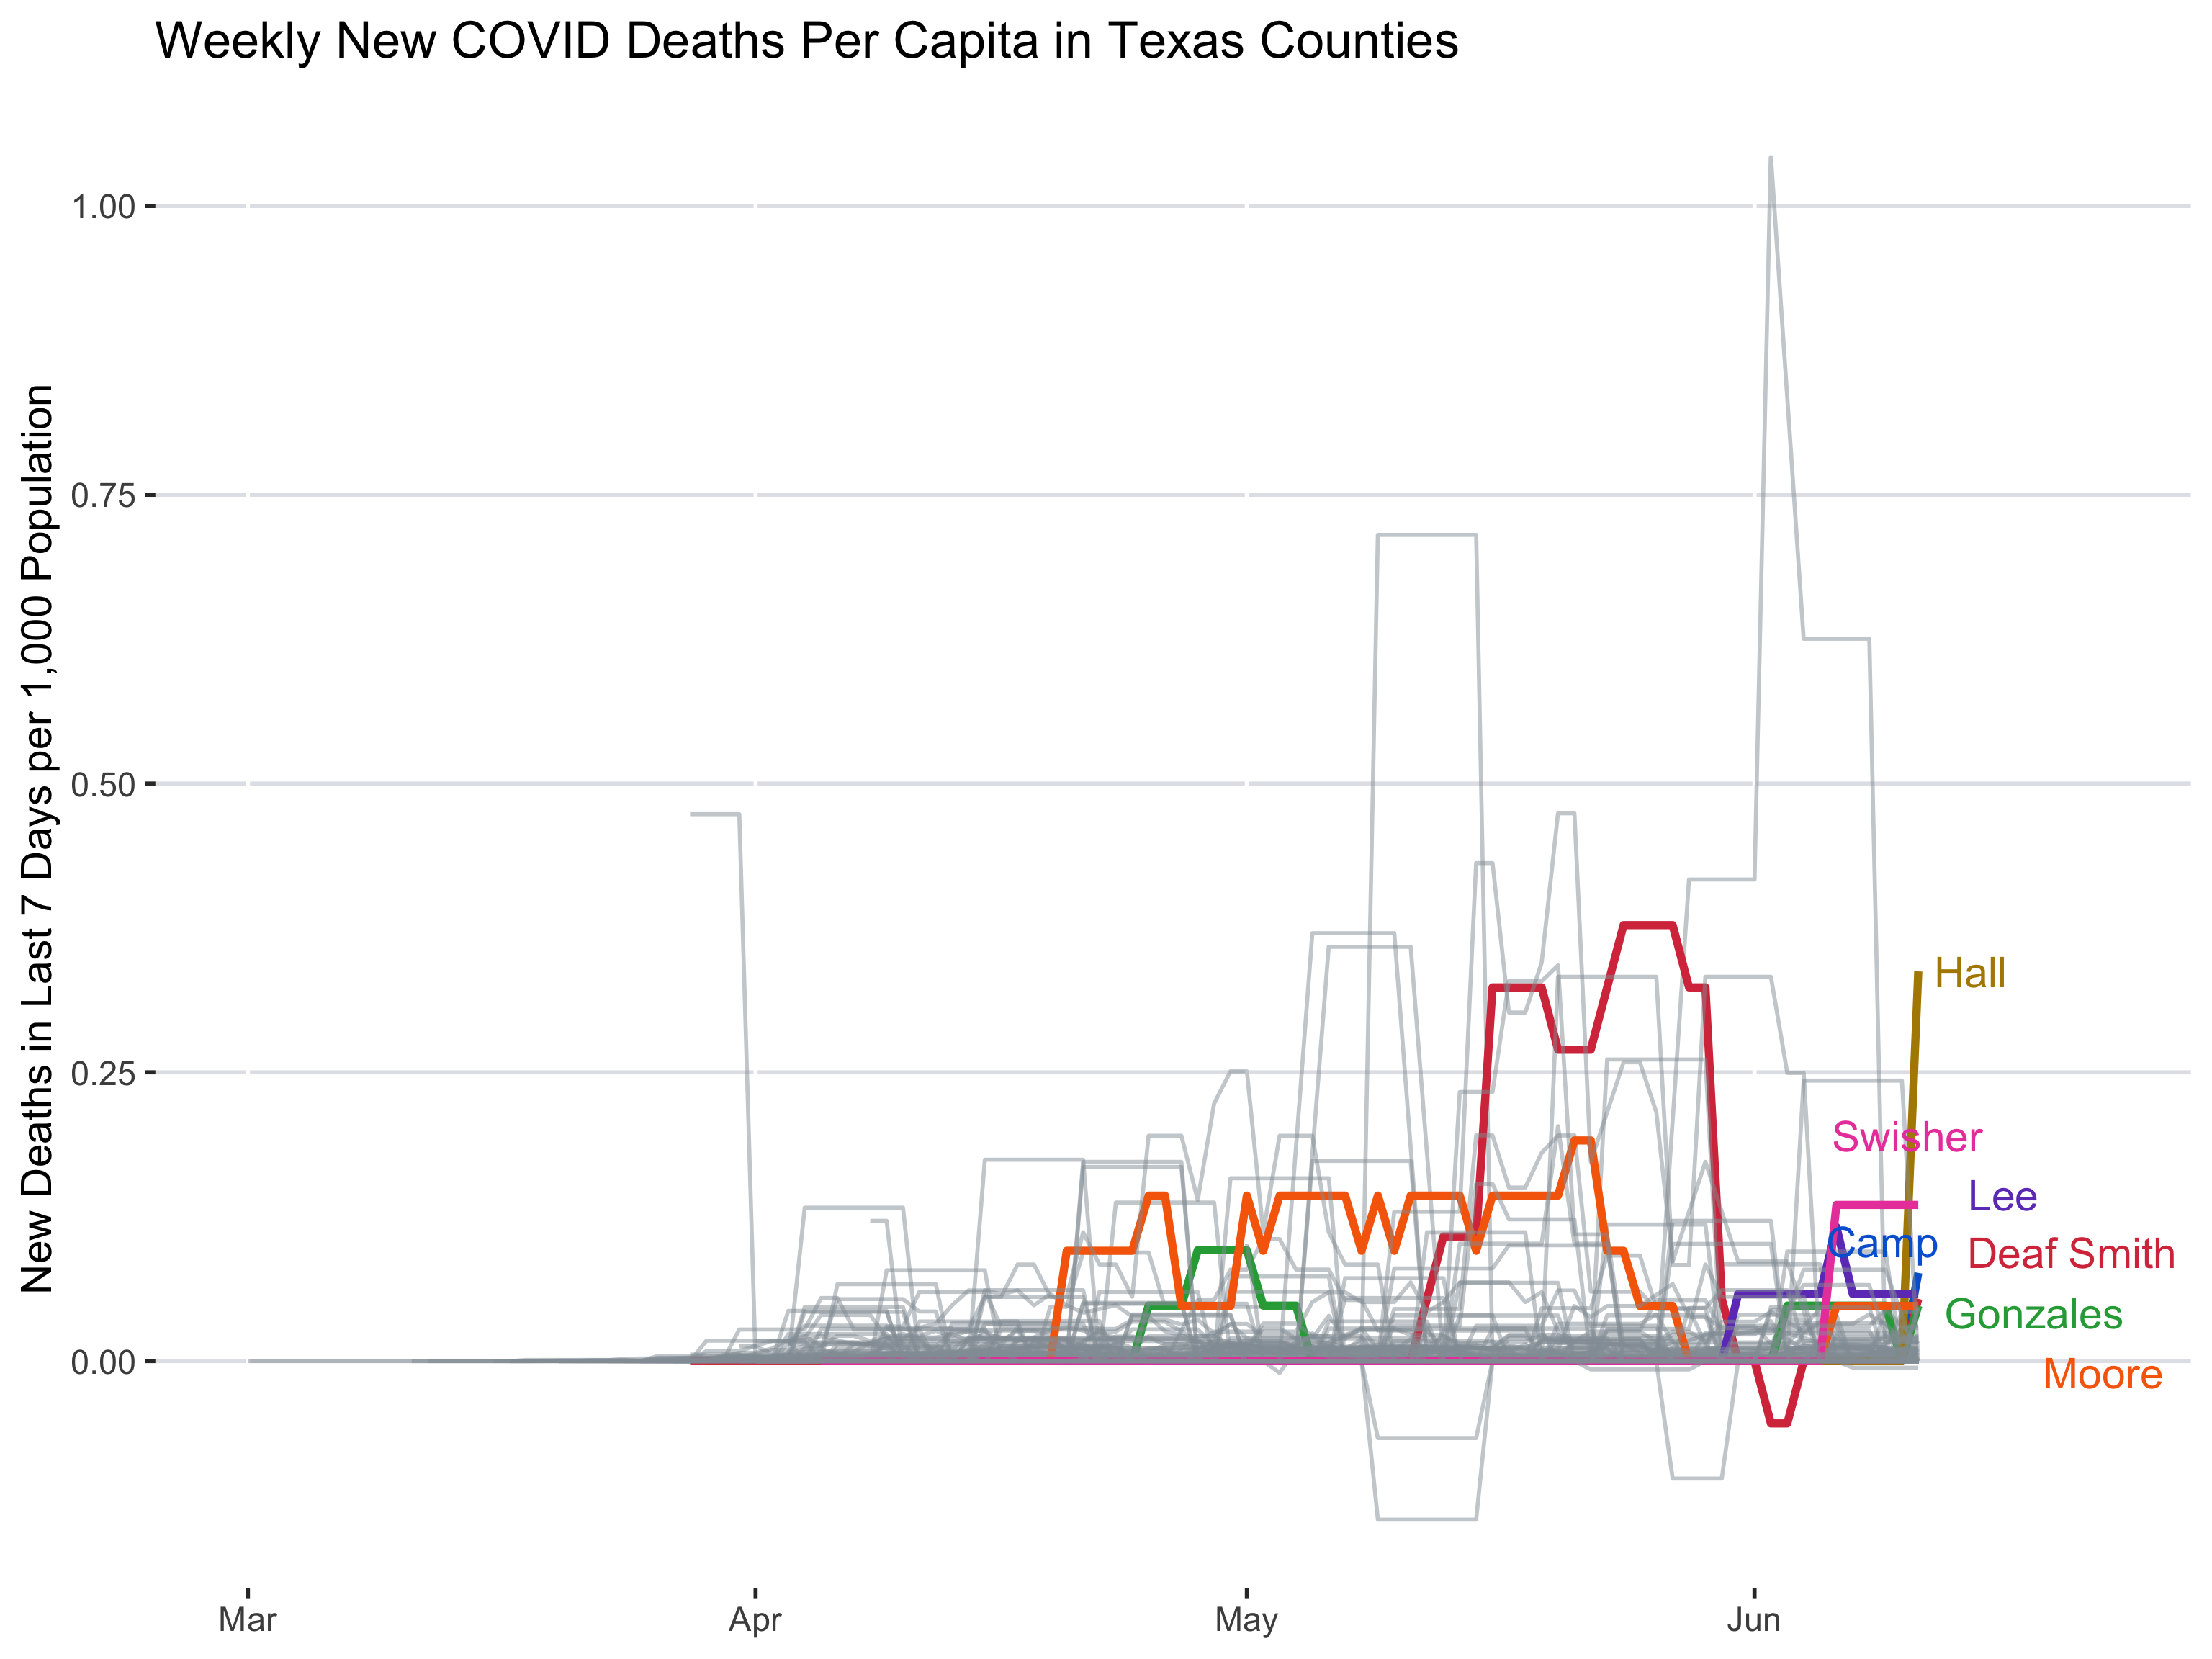 Weekly New COVID Deaths Per Capita in Texas Counties
New Deaths in Last 7 Days per 1,000 Population
1.00
0.75
0.50
0.25
0.00
Hall
Swisher
Lee
Camp
Deaf Smith
Gonzales
Moore
Mar
Apr
May
Jun